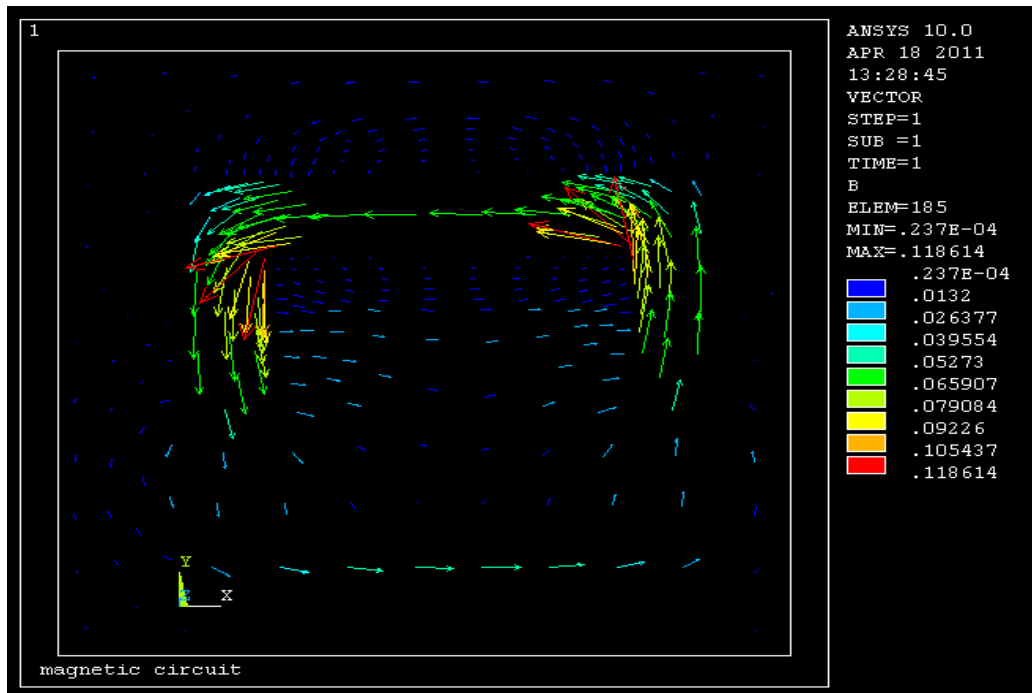 1
ANSYS 10.0
APR 18 2011
13:28:45
VECTOR
STEP=1
SUB =1
TIME=1
B
ELEM=185
MIN=.237E-04
MAX=.118614
.237E-04
.0132
.026377
.039554
.05273
.065907
.079084
.09226
.105437
.118614
Y
X
magnetic circuit